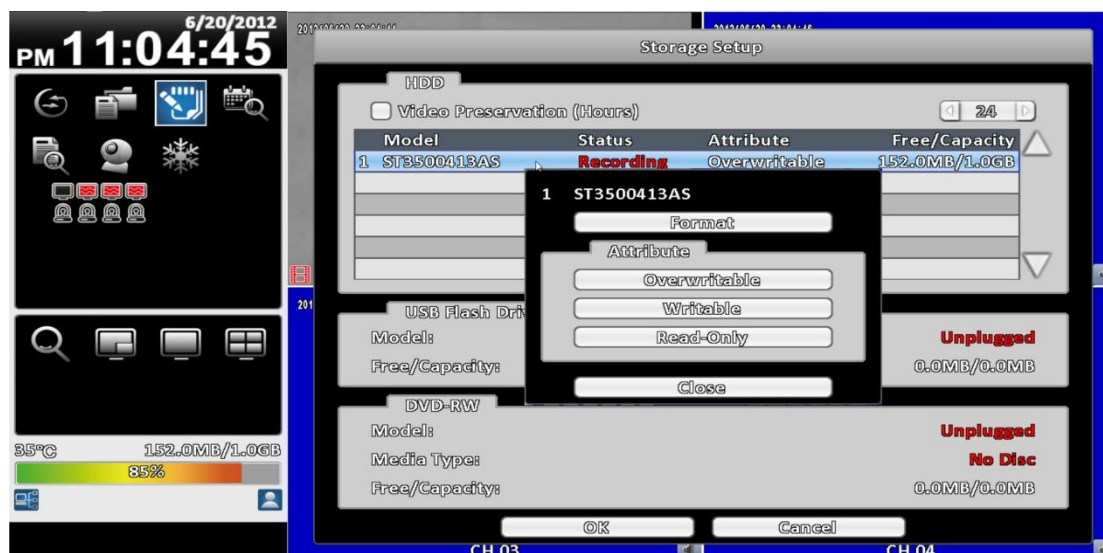 6/20/2012
PM 11:04:45
35°C 152.0MB/1.0GB
85%
Storage Setup
HDD
Video Preservation (Hours) 24
Model Status Attribute Free/Capacity
1 ST3500413AS Recording Overwritable 152.0MB/1.0GB
1 ST3500413AS
Format
Attribute
Overwritable
Writable
Read-Only
Close
USB Flash Dri
Model: Unplugged
Free/Capacity: 0.0MB/0.0MB
DVD-RW
Model: Unplugged
Media Type: No Disc
Free/Capacity: 0.0MB/0.0MB
OK Cancel
CH 03 CH 04